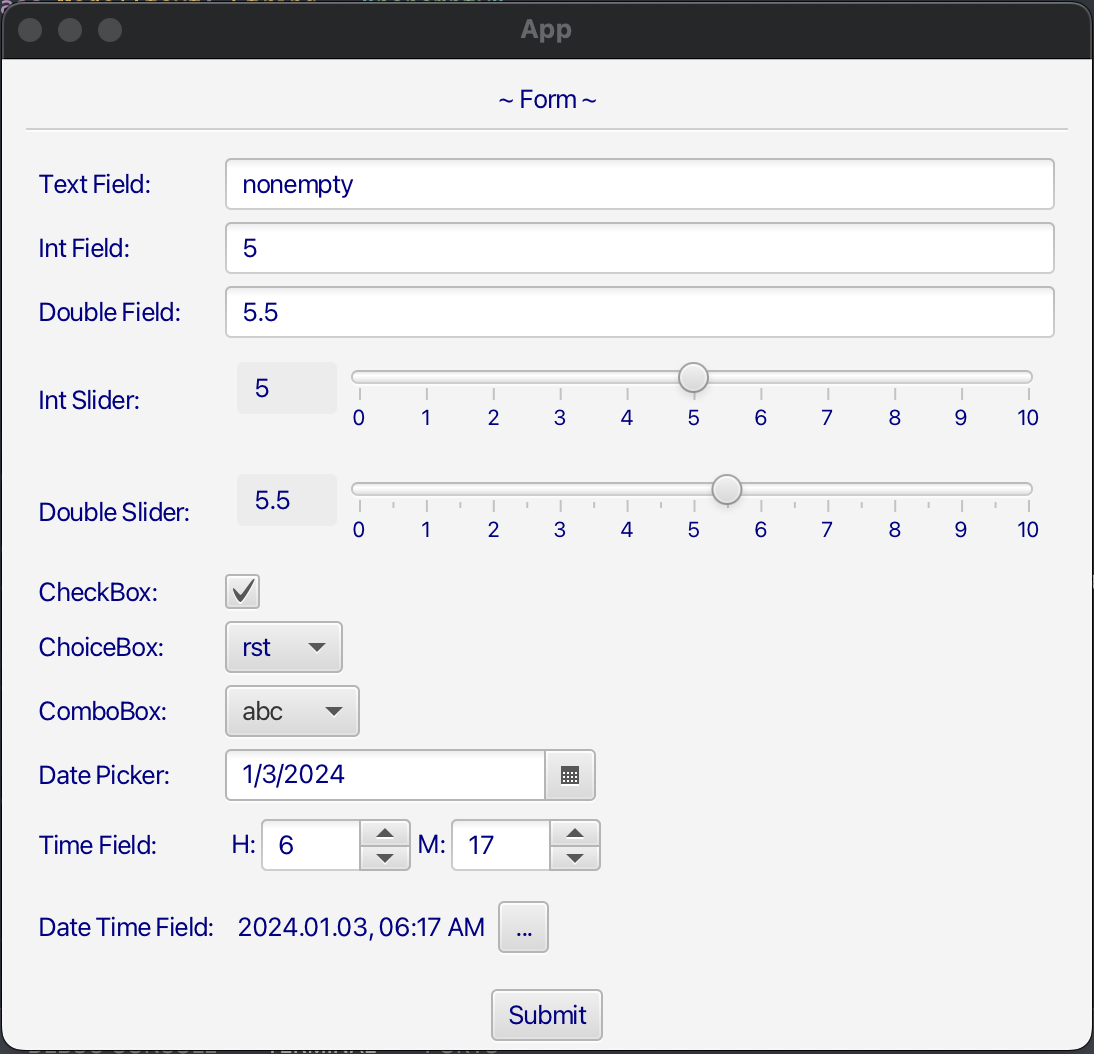 App
~ Form ~
Text Field: nonempty
Int Field: 5
Double Field: 5.5
Int Slider: 5
0 1 2 3 4 5 6 7 8 9 10
Double Slider: 5.5
0 1 2 3 4 5 6 7 8 9 10
CheckBox:
ChoiceBox: rst
ComboBox: abc
Date Picker: 1/3/2024
Time Field: H: 6 M: 17
Date Time Field: 2024.01.03, 06:17 AM ...
Submit